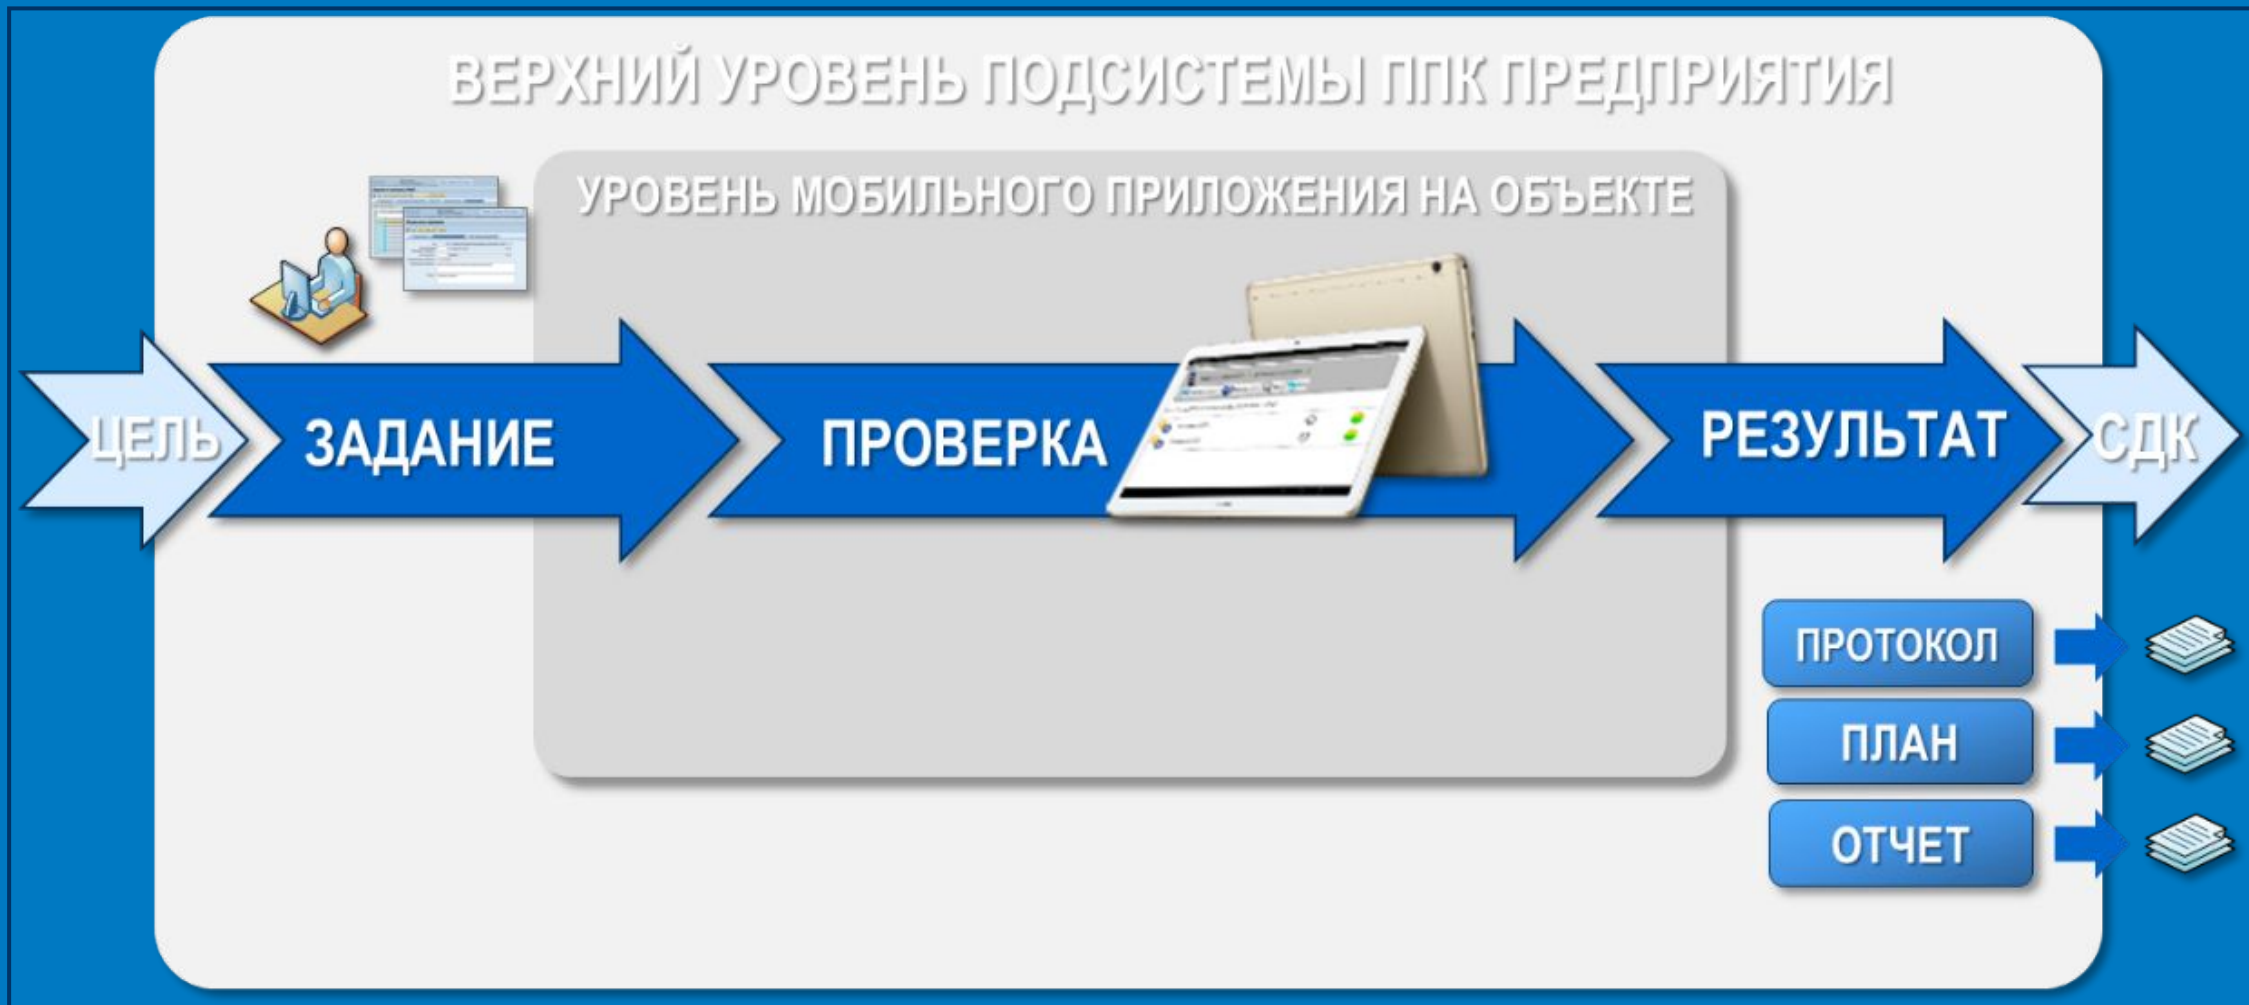 ВЕРХНИЙ УРОВЕНЬ ПОДСИСТЕМЫ ППК ПРЕДПРИЯТИЯ
УРОВЕНЬ МОБИЛЬНОГО ПРИЛОЖЕНИЯ НА ОБЪЕКТЕ
ЦЕЛЬ
ЗАДАНИЕ
ПРОВЕРКА
РЕЗУЛЬТАТ
СДК
ПРОТОКОЛ
ПЛАН
ОТЧЕТ